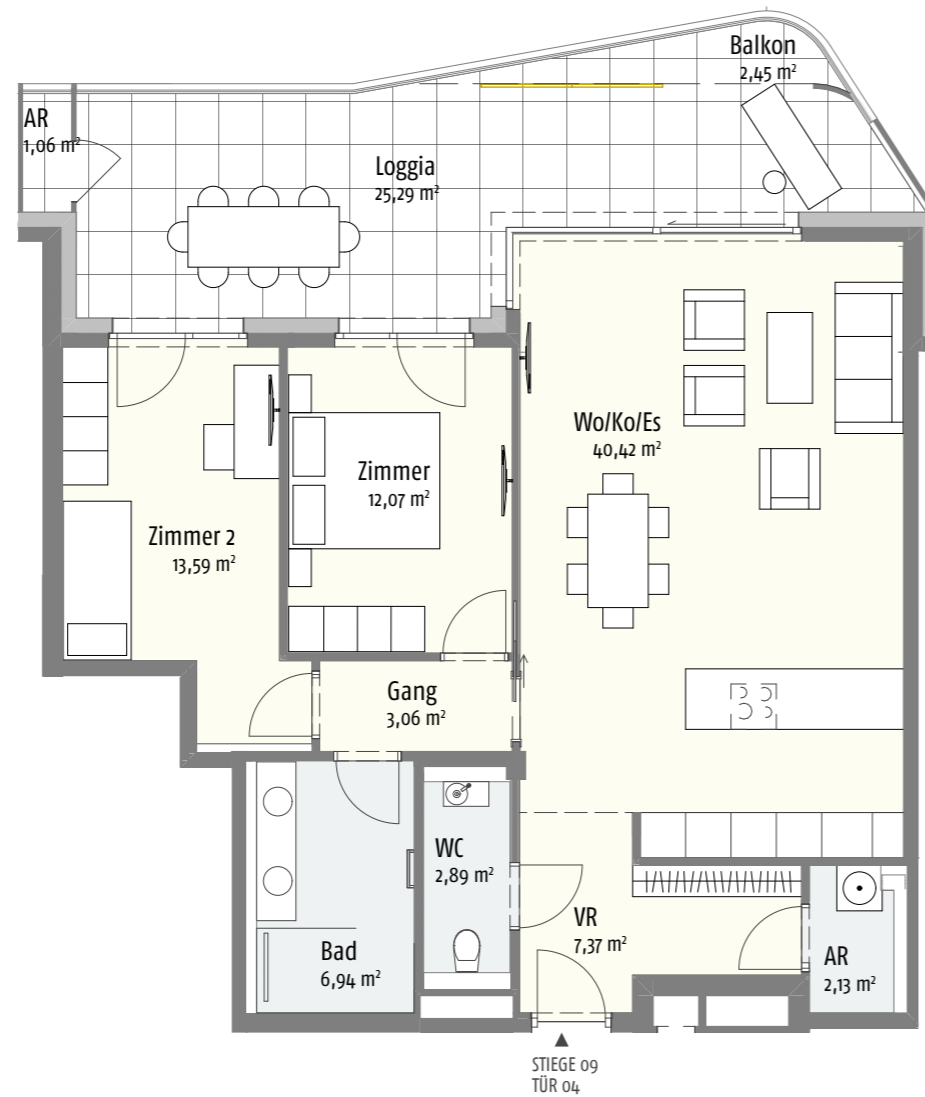 Balkon
2,45 m²
AR
1,06 m²
Loggia
25,29 m²
Wo/Ko/Es
40,42 m²
Zimmer
12,07 m²
Zimmer 2
13,59 m²
Gang
3,06 m²
WC
2,89 m²
VR
7,37 m²
Bad
6,94 m²
AR
2,13 m²
STIEGE 09
TÜR 04